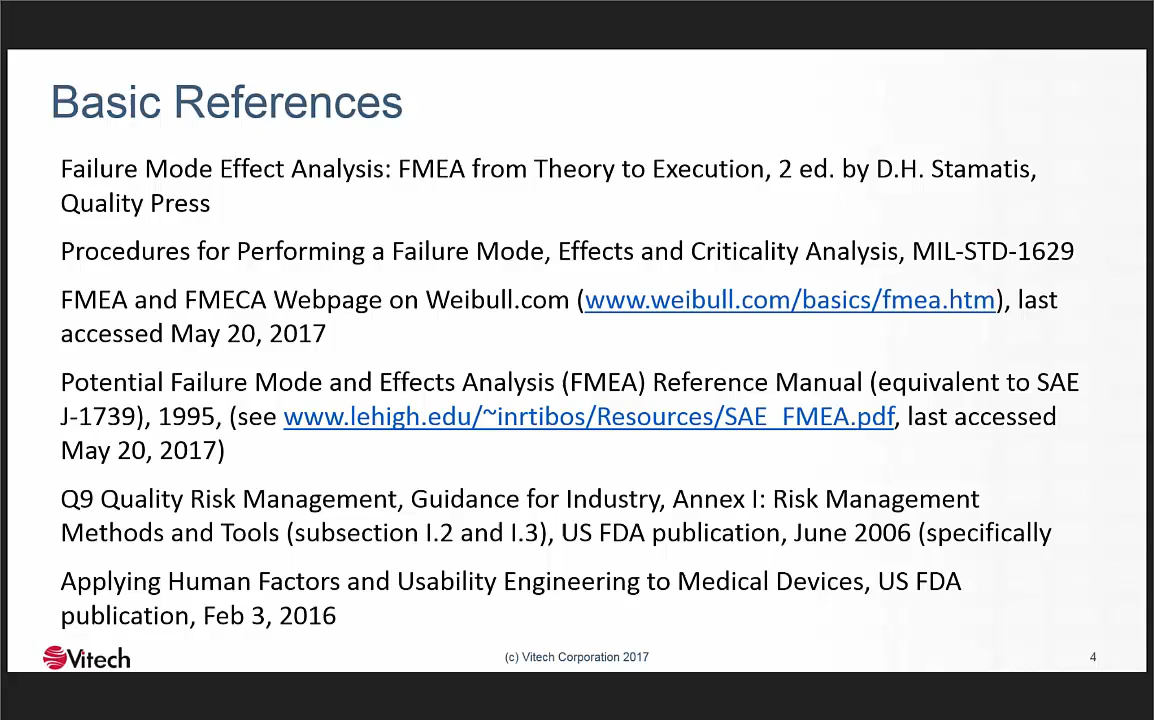 Basic References
Failure Mode Effect Analysis: FMEA from Theory to Execution, 2 ed. by D.H. Stamatis,
Quality Press
Procedures for Performing a Failure Mode, Effects and Criticality Analysis, MIL-STD-1629
FMEA and FMECA Webpage on Weibull.com (www.weibull.com/basics/fmea.htm), last
accessed May 20, 2017
Potential Failure Mode and Effects Analysis (FMEA) Reference Manual (equivalent to SAE
J-1739), 1995, (see www.lehigh.edu/~inrtibos/Resources/SAE_FMEA.pdf, last accessed
May 20, 2017)
Q9 Quality Risk Management, Guidance for Industry, Annex I: Risk Management
Methods and Tools (subsection I.2 and I.3), US FDA publication, June 2006 (specifically
Applying Human Factors and Usability Engineering to Medical Devices, US FDA
publication, Feb 3, 2016
Vitech
(c) Vitech Corporation 2017
4